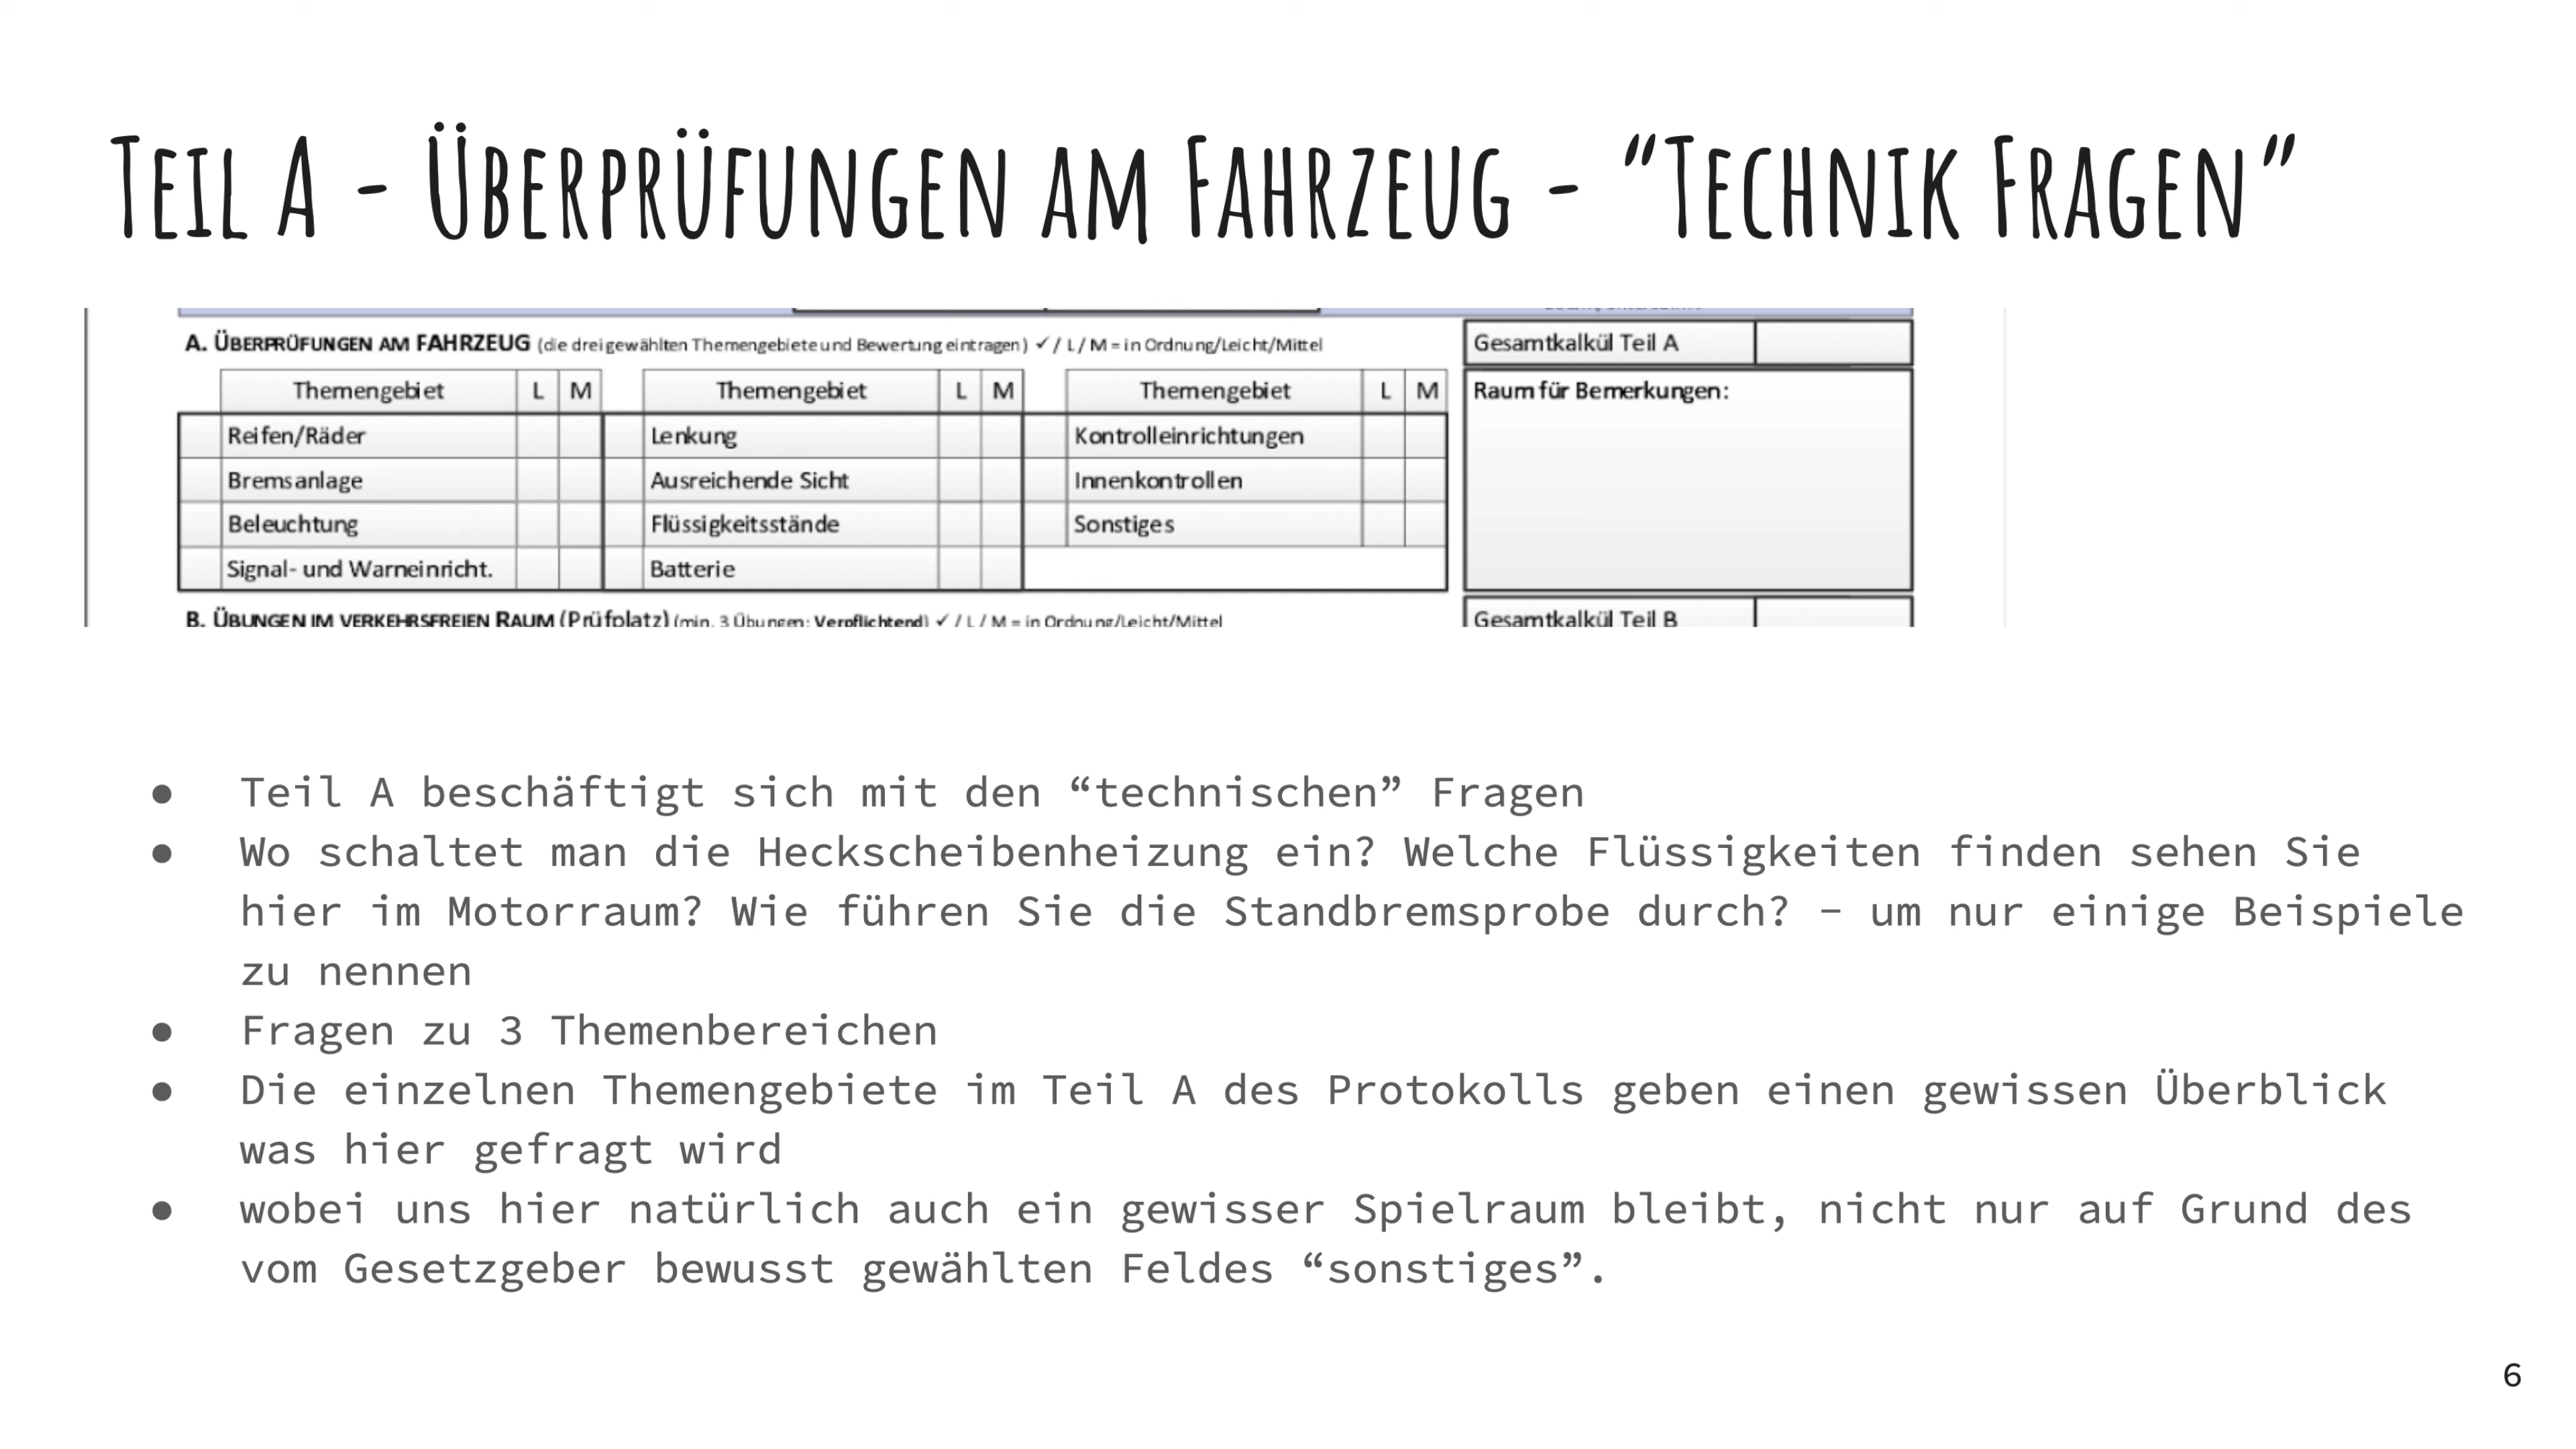 Teil A - Überprüfungen am Fahrzeug - “Technik Fragen”
A. ÜBERPRÜFUNGEN AM FAHRZEUG (die drei gewählten Themengebiete und Bewertung eintragen) ✓ / L / M = in Ordnung/Leicht/Mittel
Gesamtkalkül Teil A
Themengebiet L M Themengebiet L M Themengebiet L M
Raum für Bemerkungen:
Reifen/Räder Lenkung Kontrolleinrichtungen
Bremsanlage Ausreichende Sicht Innenkontrollen
Beleuchtung Flüssigkeitsstände Sonstiges
Signal- und Warneinricht. Batterie
B. ÜBUNGEN IM VERKEHRSFREIEN RAUM (Prüfplatz) (min. 3 Übungen: Verpflichtend) ✓ / L / M = in Ordnung/Leicht/Mittel
Gesamtkalkül Teil B
● Teil A beschäftigt sich mit den “technischen” Fragen
● Wo schaltet man die Heckscheibenheizung ein? Welche Flüssigkeiten finden sehen Sie
hier im Motorraum? Wie führen Sie die Standbremsprobe durch? – um nur einige Beispiele
zu nennen
● Fragen zu 3 Themenbereichen
● Die einzelnen Themengebiete im Teil A des Protokolls geben einen gewissen Überblick
was hier gefragt wird
● wobei uns hier natürlich auch ein gewisser Spielraum bleibt, nicht nur auf Grund des
vom Gesetzgeber bewusst gewählten Feldes “sonstiges”.
6